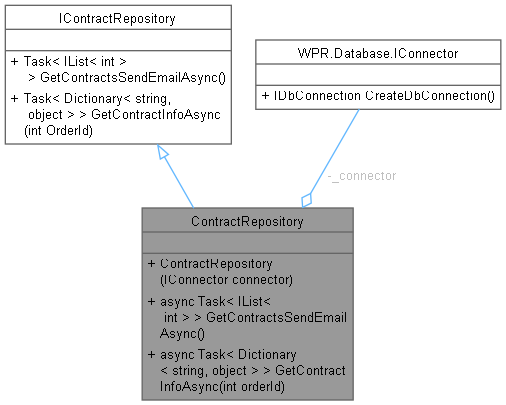 IContractRepository
+ Task< IList< int >
> GetContractsSendEmailAsync()
+ Task< Dictionary< string,
object > > GetContractInfoAsync
(int OrderId)
WPR.Database.IConnector
+ IDbConnection CreateDbConnection()
-_connector
ContractRepository
+ ContractRepository
(IConnector connector)
+ async Task< IList<
int > > GetContractsSendEmail
Async()
+ async Task< Dictionary
< string, object > > GetContract
InfoAsync(int orderId)